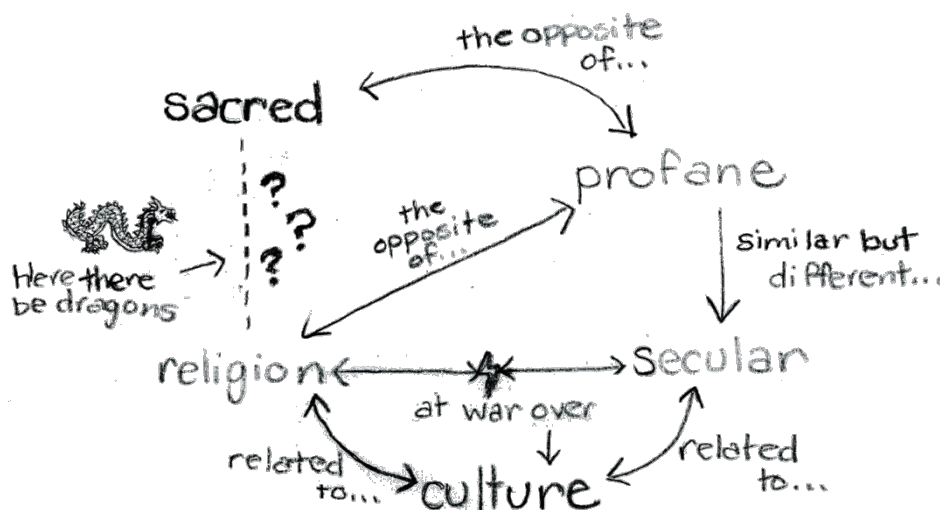 the opposite
of...
sacred
profane
?
?
?
the
opposite
of...
similar but
different...
Here there
be dragons
religion
secular
at war over
related
to...
culture
related
to...